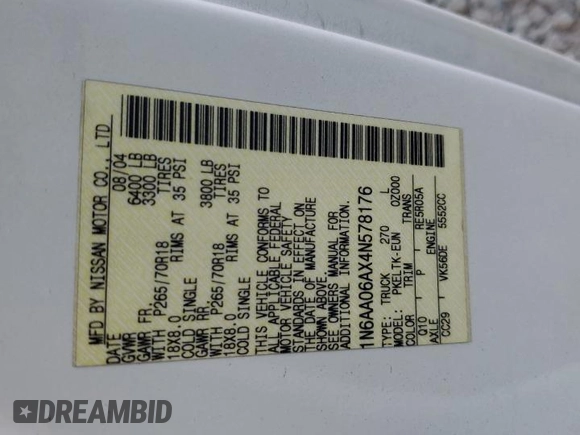 MFD BY NISSAN MOTOR CO., LTD
DATE 08/04
GVWR 6400 LB
GAWR FR. 3300 LB
WITH P265/70R18 TIRES
18X8.0 RIMS AT 35 PSI
COLD SINGLE
GAWR RR. 3800 LB
WITH P265/70R18 TIRES
18X8.0 RIMS AT 35 PSI
COLD SINGLE
THIS VEHICLE CONFORMS TO
ALL APPLICABLE FEDERAL
MOTOR VEHICLE SAFETY
STANDARDS IN EFFECT ON
THE DATE OF MANUFACTURE
SHOWN ABOVE.
SEE OWNERS MANUAL FOR
ADDITIONAL INFORMATION.
1N6AA06AX4N578176
TYPE: TRUCK 270 L
MODEL: PKELTK-EUN 0Z000
COLOR TRIM TRANS
QT0 P RE5R05A
AXLE ENGINE
CC29 VK56DE 5552CC
DREAMBID